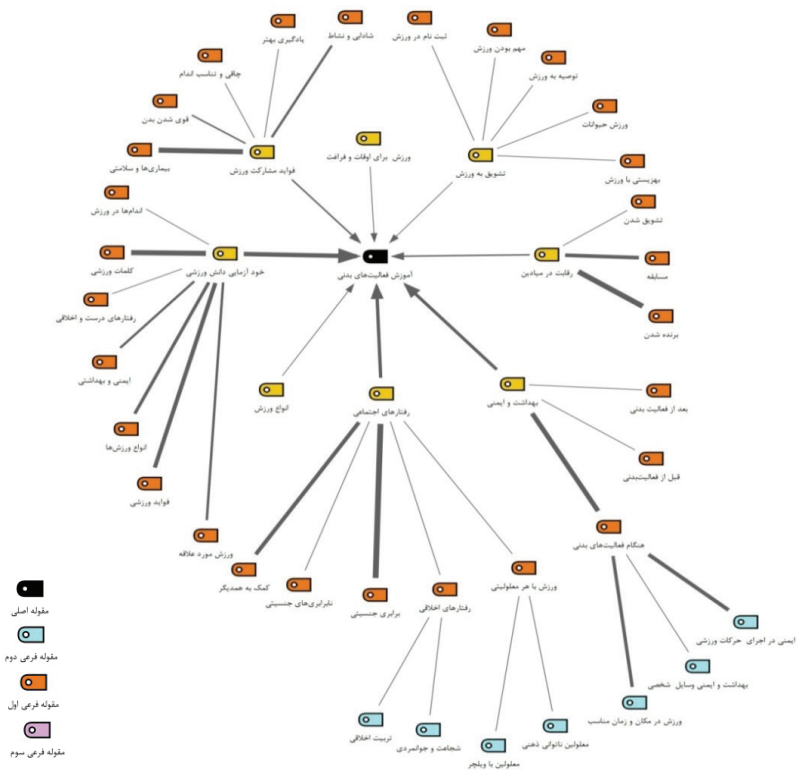 ثبت نام در ورزش
شادابی و نشاط
یادگیری بهتر
مهم بودن ورزش
توصیه به ورزش
چاقی و تناسب اندام
ورزش حیوانات
قوی شدن بدن
ورزش برای اوقات و فراغت
بیماری‌ها و سلامتی
فواید مشارکت ورزش
تشویق به ورزش
بهزیستی با ورزش
اندام‌ها در ورزش
تشویق شدن
کلمات ورزشی
خود آزمایی دانش ورزشی
آموزش فعالیت‌های بدنی
رقابت در میادین
مسابقه
رفتارهای درست و اخلاقی
برنده شدن
ایمنی و بهداشتی
انواع ورزش
رفتارهای اجتماعی
بهداشت و ایمنی
بعد از فعالیت بدنی
انواع ورزش‌ها
قبل از فعالیت‌بدنی
فواید ورزشی
ورزش مورد علاقه
هنگام فعالیت‌های بدنی
کمک به همدیگر
نابرابری‌های جنسیتی
برابری جنسیتی
رفتارهای اخلاقی
ورزش با هر معلولیتی
مقوله اصلی
ایمنی در اجرای حرکات ورزشی
مقوله فرعی دوم
بهداشت و ایمنی وسایل شخصی
مقوله فرعی اول
ورزش در مکان و زمان مناسب
تربیت اخلاقی
شجاعت و جوانمردی
معلولین ناتوانی ذهنی
معلولین با ویلچر
مقوله فرعی سوم